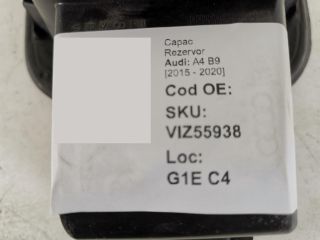 Capac
Rezervor
Audi: A4 B9
[2015 - 2020]
Cod OE:
SKU:
VIZ55938
Loc:
G1E C4